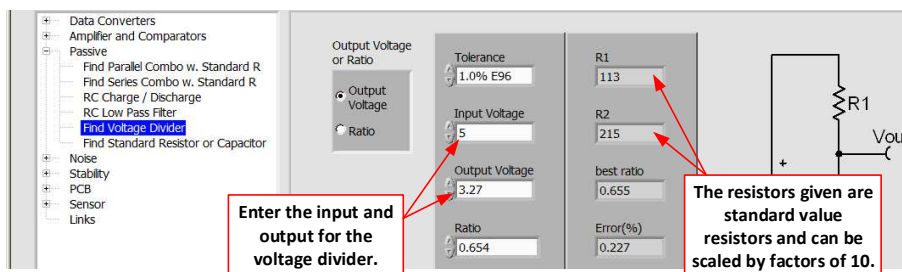 Data Converters
Amplifier and Comparators
Passive
Find Parallel Combo w. Standard R
Find Series Combo w. Standard R
RC Charge / Discharge
RC Low Pass Filter
Find Voltage Divider
Find Standard Resistor or Capacitor
Noise
Stability
PCB
Sensor
Links
Output Voltage
or Ratio
Output
Voltage
Ratio
Tolerance
1.0% E96
Input Voltage
5
Output Voltage
3.27
Ratio
0.654
R1
113
R2
215
best ratio
0.655
Error(%)
0.227
R1
Vou
+
Enter the input and
output for the
voltage divider.
The resistors given are
standard value
resistors and can be
scaled by factors of 10.